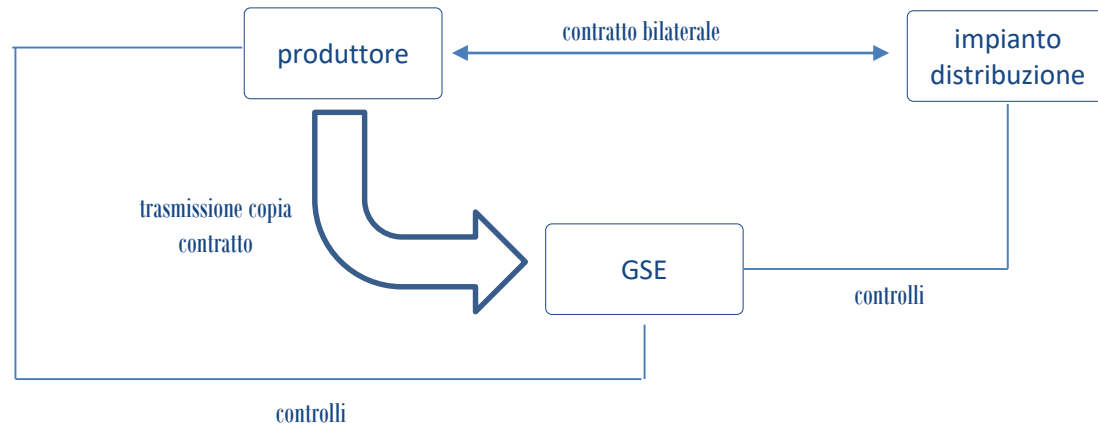 contratto bilaterale
produttore
impianto
distribuzione
trasmissione copia
contratto
GSE
controlli
controlli